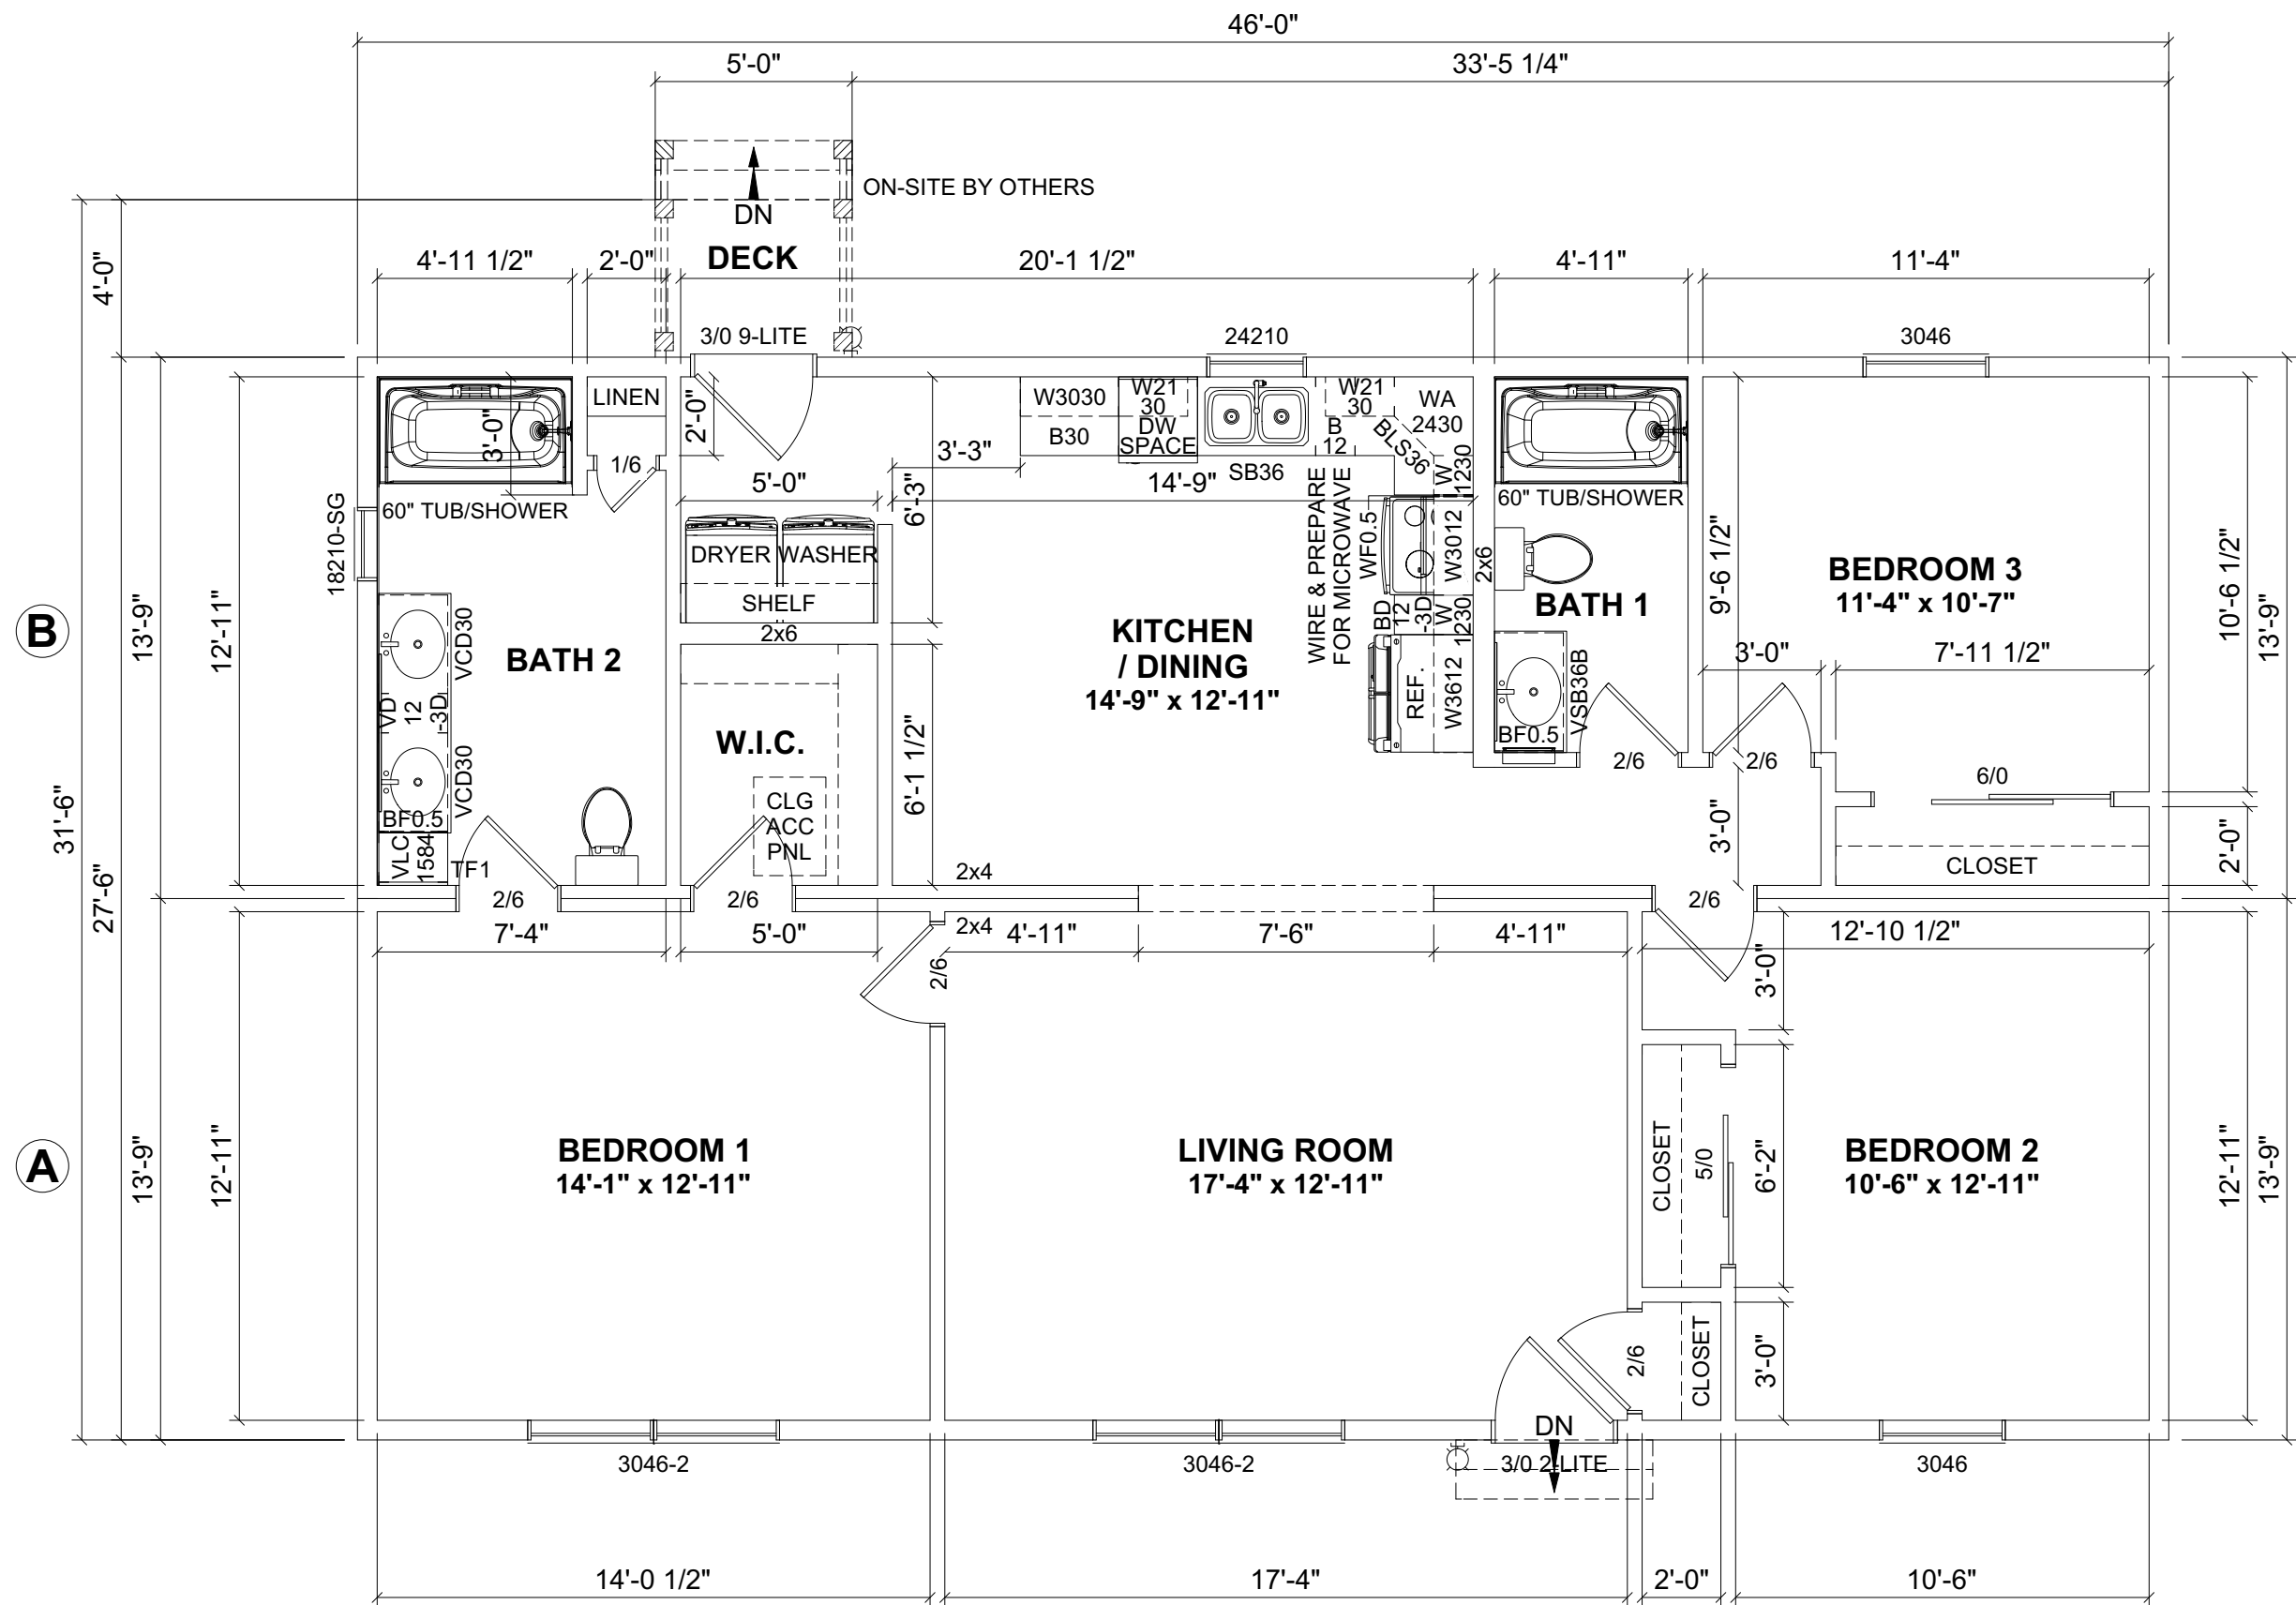 46'-0"
5'-0"
33'-5 1/4"
ON-SITE BY OTHERS
DN
DECK
4'-11 1/2"
2'-0"
20'-1 1/2"
4'-11"
11'-4"
4'-0"
3/0 9-LITE
24210
3046
LINEN
3'-0"
2'-0"
1/6
W3030
B30
W21
30
DW
SPACE
SB36
W21
30
B
12
BLS36
WA
2430
W
1230
3'-3"
5'-0"
14'-9"
6'-3"
60" TUB/SHOWER
60" TUB/SHOWER
18210-SG
DRYER
WASHER
SHELF
2x6
WIRE & PREPARE
FOR MICROWAVE
WF0.5
W3012
2x6
BD
12
-3D
W
1230
REF.
W3612
9'-6 1/2"
BEDROOM 3
11'-4" x 10'-7"
10'-6 1/2"
13'-9"
BATH 1
VSB36B
BF0.5
3'-0"
7'-11 1/2"
B
13'-9"
12'-11"
VCD30
VD
12
-3D
VCD30
BF0.5
VLC
1584
TF1
BATH 2
W.I.C.
CLG
ACC
PNL
6'-1 1/2"
KITCHEN
/ DINING
14'-9" x 12'-11"
2/6
2/6
6/0
3'-0"
CLOSET
2'-0"
31'-6"
27'-6"
2x4
2/6
2/6
2/6
7'-4"
5'-0"
2x4
2/6
4'-11"
7'-6"
4'-11"
12'-10 1/2"
3'-0"
A
13'-9"
12'-11"
BEDROOM 1
14'-1" x 12'-11"
LIVING ROOM
17'-4" x 12'-11"
CLOSET
5/0
6'-2"
BEDROOM 2
10'-6" x 12'-11"
12'-11"
13'-9"
2/6
CLOSET
3'-0"
DN
3046-2
3046-2
3/0 2-LITE
3046
14'-0 1/2"
17'-4"
2'-0"
10'-6"